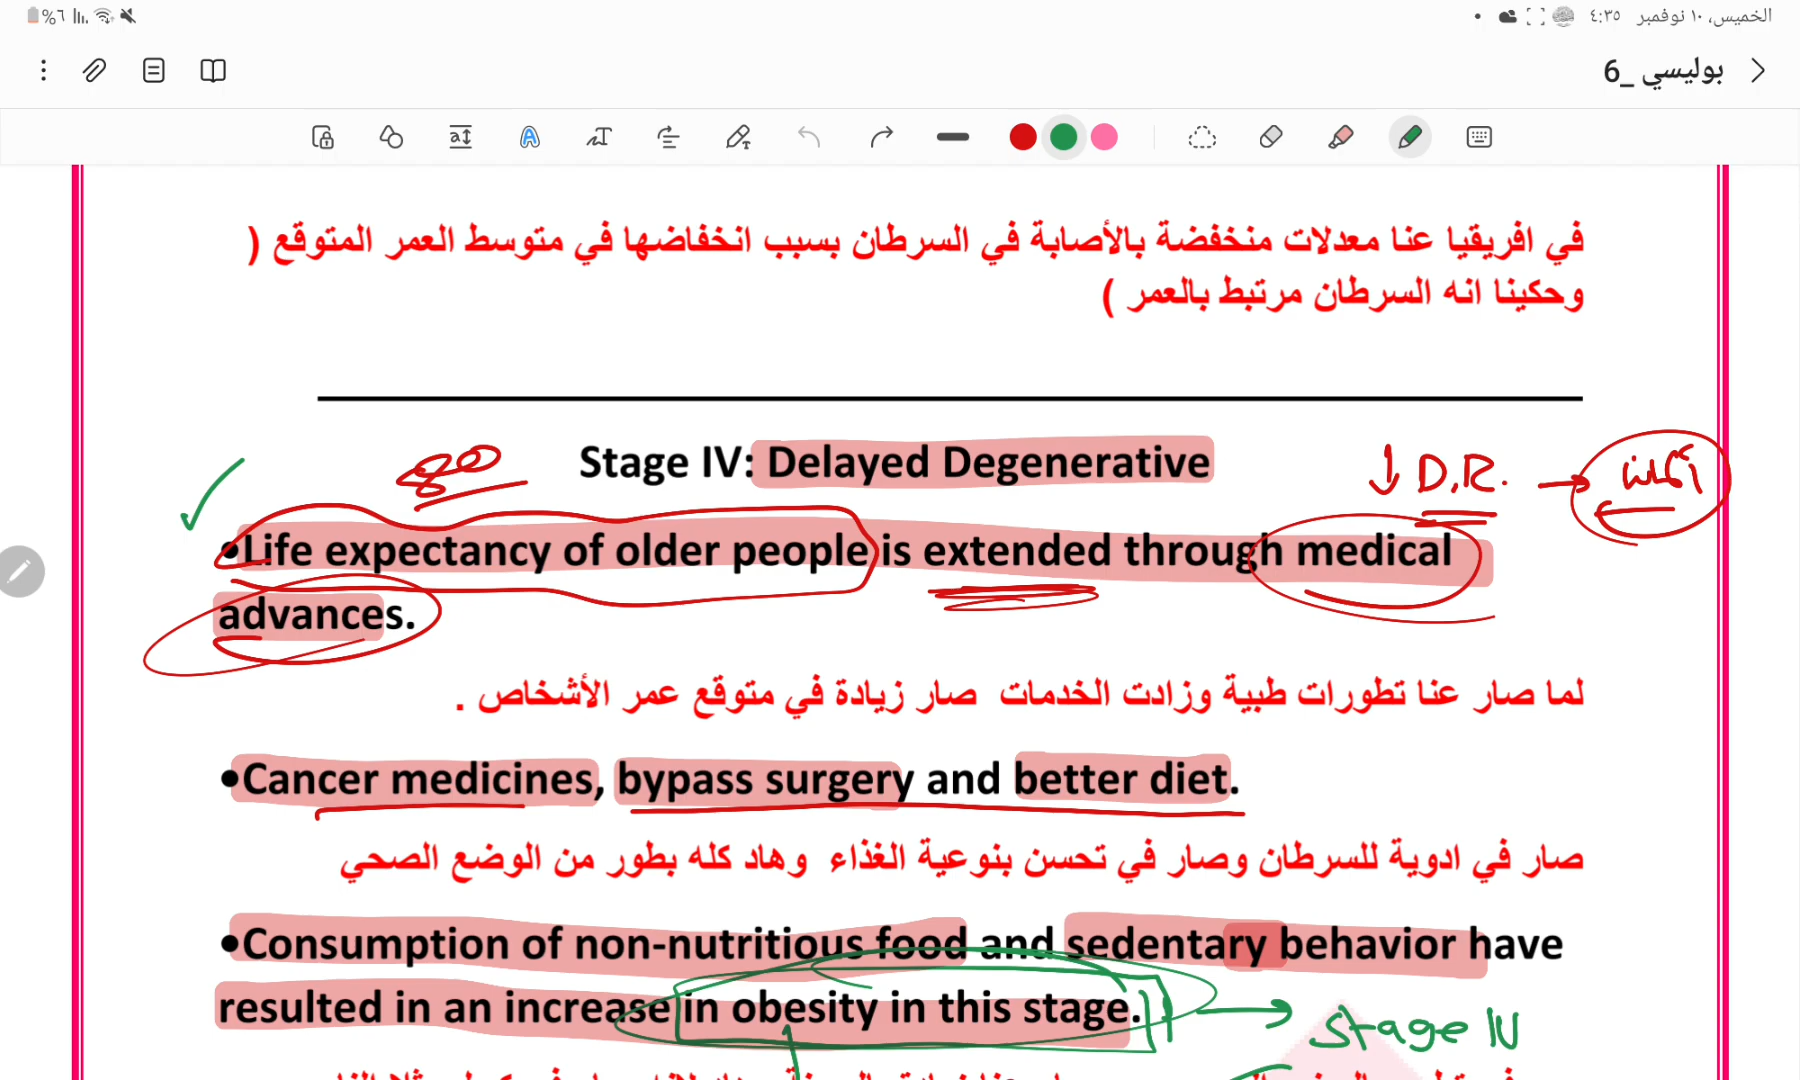 %٦
الخميس، ١٠ نوفمبر ٤:٣٥
بوليسي _6
في افريقيا عنا معدلات منخفضة بالأصابة في السرطان بسبب انخفاضها في متوسط العمر المتوقع (
وحكينا انه السرطان مرتبط بالعمر )
80
Stage IV: Delayed Degenerative
↓ D.R. →
•Life expectancy of older people is extended through medical
advances.
لما صار عنا تطورات طبية وزادت الخدمات صار زيادة في متوقع عمر الأشخاص .
•Cancer medicines, bypass surgery and better diet.
صار في ادوية للسرطان وصار في تحسن بنوعية الغذاء وهاد كله بطور من الوضع الصحي
•Consumption of non-nutritious food and sedentary behavior have
resulted in an increase in obesity in this stage.
→ Stage IV